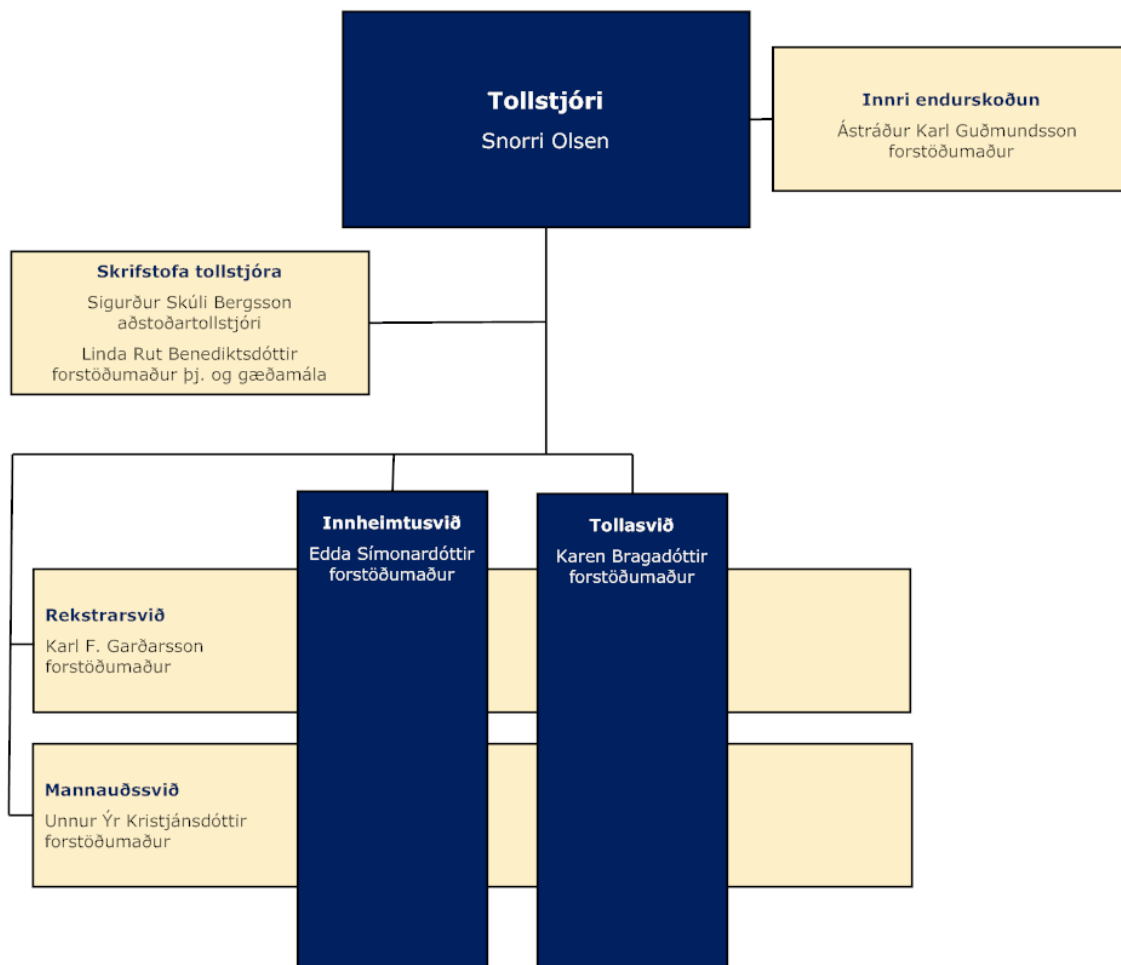 Tollstjóri
Snorri Olsen
Innri endurskoðun
Ástráður Karl Guðmundsson
forstöðumaður
Skrifstofa tollstjóra
Sigurður Skúli Bergsson
aðstoðartollstjóri
Linda Rut Benediktsdóttir
forstöðumaður þj. og gæðamála
Innheimtusvið
Edda Símonardóttir
forstöðumaður
Tollasvið
Karen Bragadóttir
forstöðumaður
Rekstrarsvið
Karl F. Garðarsson
forstöðumaður
Mannauðssvið
Unnur Ýr Kristjánsdóttir
forstöðumaður